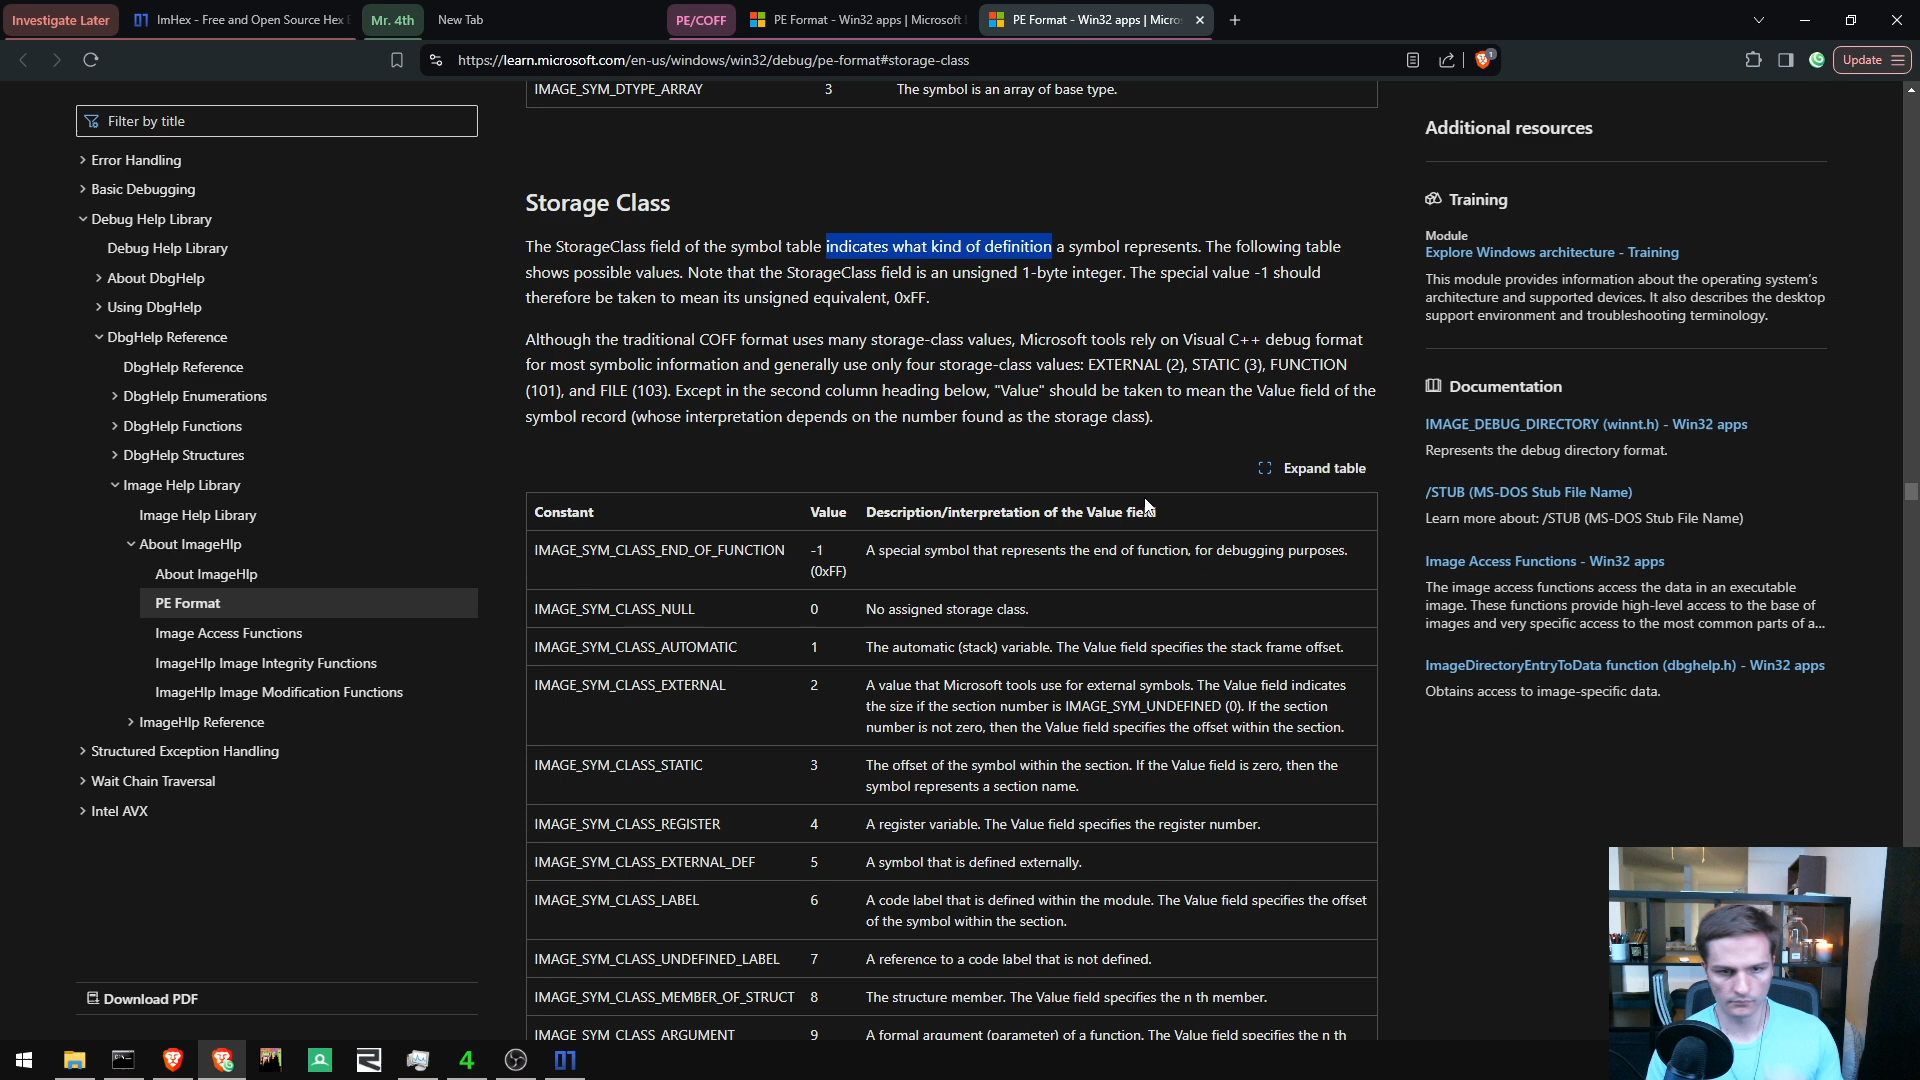 Investigate Later
ImHex - Free and Open Source Hex
Mr. 4th
New Tab
PE/COFF
PE Format - Win32 apps | Microsoft
PE Format - Win32 apps | Micros
https://learn.microsoft.com/en-us/windows/win32/debug/pe-format#storage-class
1
Update
Filter by title
Error Handling
Basic Debugging
Debug Help Library
Debug Help Library
About DbgHelp
Using DbgHelp
DbgHelp Reference
DbgHelp Reference
DbgHelp Enumerations
DbgHelp Functions
DbgHelp Structures
Image Help Library
Image Help Library
About ImageHlp
About ImageHlp
PE Format
Image Access Functions
ImageHlp Image Integrity Functions
ImageHlp Image Modification Functions
ImageHlp Reference
Structured Exception Handling
Wait Chain Traversal
Intel AVX
Download PDF
IMAGE_SYM_DTYPE_ARRAY 3 The symbol is an array of base type.
Storage Class
The StorageClass field of the symbol table indicates what kind of definition a symbol represents. The following table
shows possible values. Note that the StorageClass field is an unsigned 1-byte integer. The special value -1 should
therefore be taken to mean its unsigned equivalent, 0xFF.
Although the traditional COFF format uses many storage-class values, Microsoft tools rely on Visual C++ debug format
for most symbolic information and generally use only four storage-class values: EXTERNAL (2), STATIC (3), FUNCTION
(101), and FILE (103). Except in the second column heading below, "Value" should be taken to mean the Value field of the
symbol record (whose interpretation depends on the number found as the storage class).
Expand table
Constant Value Description/interpretation of the Value field
IMAGE_SYM_CLASS_END_OF_FUNCTION -1 A special symbol that represents the end of function, for debugging purposes.
(0xFF)
IMAGE_SYM_CLASS_NULL 0 No assigned storage class.
IMAGE_SYM_CLASS_AUTOMATIC 1 The automatic (stack) variable. The Value field specifies the stack frame offset.
IMAGE_SYM_CLASS_EXTERNAL 2 A value that Microsoft tools use for external symbols. The Value field indicates
the size if the section number is IMAGE_SYM_UNDEFINED (0). If the section
number is not zero, then the Value field specifies the offset within the section.
IMAGE_SYM_CLASS_STATIC 3 The offset of the symbol within the section. If the Value field is zero, then the
symbol represents a section name.
IMAGE_SYM_CLASS_REGISTER 4 A register variable. The Value field specifies the register number.
IMAGE_SYM_CLASS_EXTERNAL_DEF 5 A symbol that is defined externally.
IMAGE_SYM_CLASS_LABEL 6 A code label that is defined within the module. The Value field specifies the offset
of the symbol within the section.
IMAGE_SYM_CLASS_UNDEFINED_LABEL 7 A reference to a code label that is not defined.
IMAGE_SYM_CLASS_MEMBER_OF_STRUCT 8 The structure member. The Value field specifies the n th member.
IMAGE_SYM_CLASS_ARGUMENT 9 A formal argument (parameter) of a function. The Value field specifies the n th
Additional resources
Training
Module
Explore Windows architecture - Training
This module provides information about the operating system's
architecture and supported devices. It also describes the desktop
support environment and troubleshooting terminology.
Documentation
IMAGE_DEBUG_DIRECTORY (winnt.h) - Win32 apps
Represents the debug directory format.
/STUB (MS-DOS Stub File Name)
Learn more about: /STUB (MS-DOS Stub File Name)
Image Access Functions - Win32 apps
The image access functions access the data in an executable
image. These functions provide high-level access to the base of
images and very specific access to the most common parts of a...
ImageDirectoryEntryToData function (dbghelp.h) - Win32 apps
Obtains access to image-specific data.
4